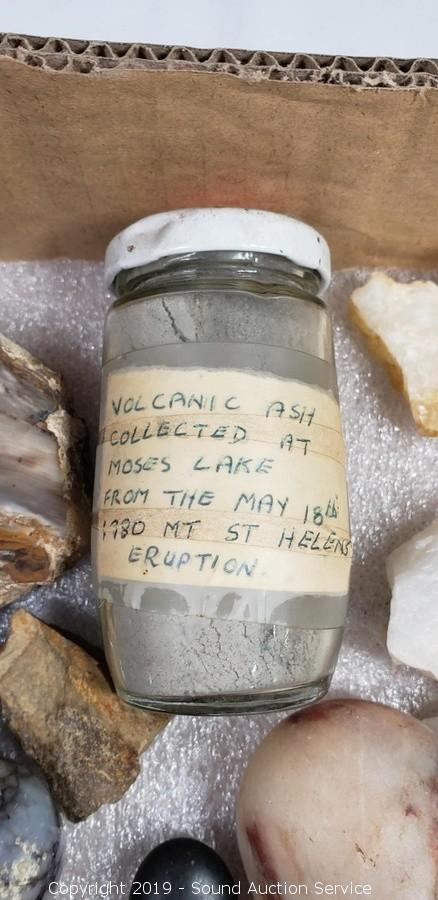 VOLCANIC ASH
COLLECTED AT
MOSES LAKE
FROM THE MAY 18th
1980 MT ST HELENS
ERUPTION.
Copyright 2019 - Sound Auction Service